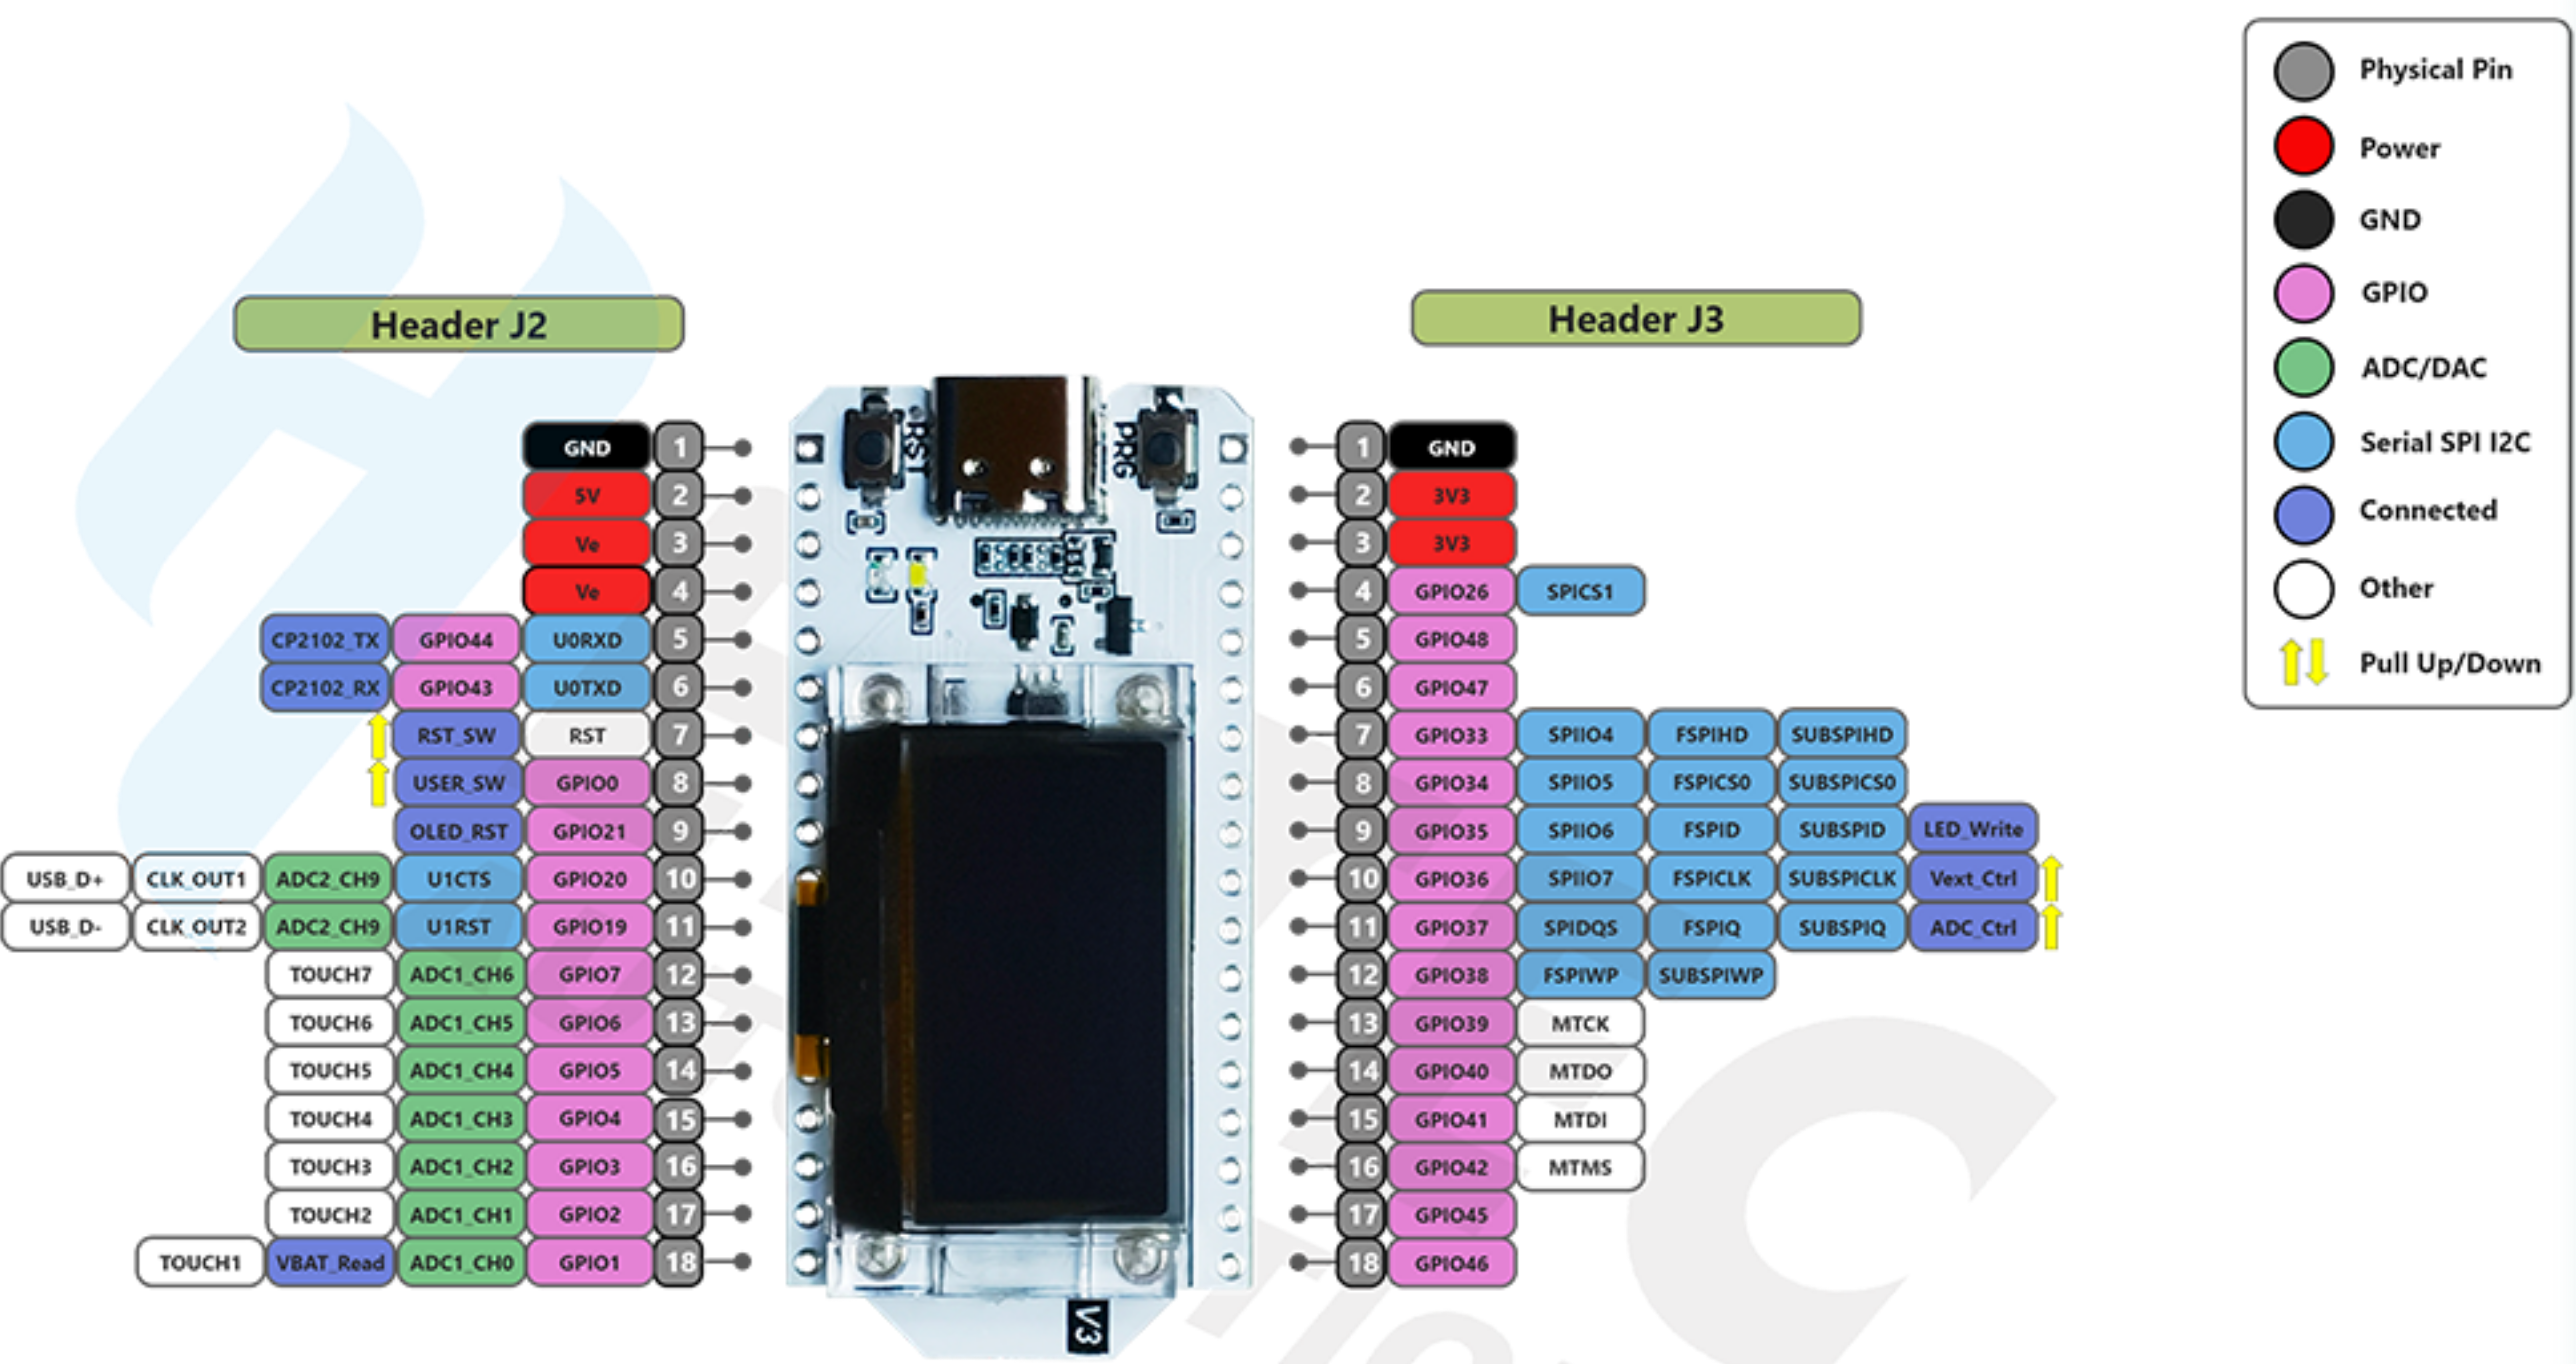 Physical Pin
Power
GND
GPIO
ADC/DAC
Serial SPI I2C
Connected
Other
Pull Up/Down
Header J2
GND 1
5V 2
Ve 3
Ve 4
CP2102_TX GPIO44 U0RXD 5
CP2102_RX GPIO43 U0TXD 6
RST_SW RST 7
USER_SW GPIO0 8
OLED_RST GPIO21 9
USB_D+ CLK_OUT1 ADC2_CH9 U1CTS GPIO20 10
USB_D- CLK_OUT2 ADC2_CH9 U1RST GPIO19 11
TOUCH7 ADC1_CH6 GPIO7 12
TOUCH6 ADC1_CH5 GPIO6 13
TOUCH5 ADC1_CH4 GPIO5 14
TOUCH4 ADC1_CH3 GPIO4 15
TOUCH3 ADC1_CH2 GPIO3 16
TOUCH2 ADC1_CH1 GPIO2 17
TOUCH1 VBAT_Read ADC1_CH0 GPIO1 18
RST
PRG
V3
Header J3
1 GND
2 3V3
3 3V3
4 GPIO26 SPICS1
5 GPIO48
6 GPIO47
7 GPIO33 SPIIO4 FSPIHD SUBSPIHD
8 GPIO34 SPIIO5 FSPICS0 SUBSPICS0
9 GPIO35 SPIIO6 FSPID SUBSPID LED_Write
10 GPIO36 SPIIO7 FSPICLK SUBSPICLK Vext_Ctrl
11 GPIO37 SPIDQS FSPIQ SUBSPIQ ADC_Ctrl
12 GPIO38 FSPIWP SUBSPIWP
13 GPIO39 MTCK
14 GPIO40 MTDO
15 GPIO41 MTDI
16 GPIO42 MTMS
17 GPIO45
18 GPIO46